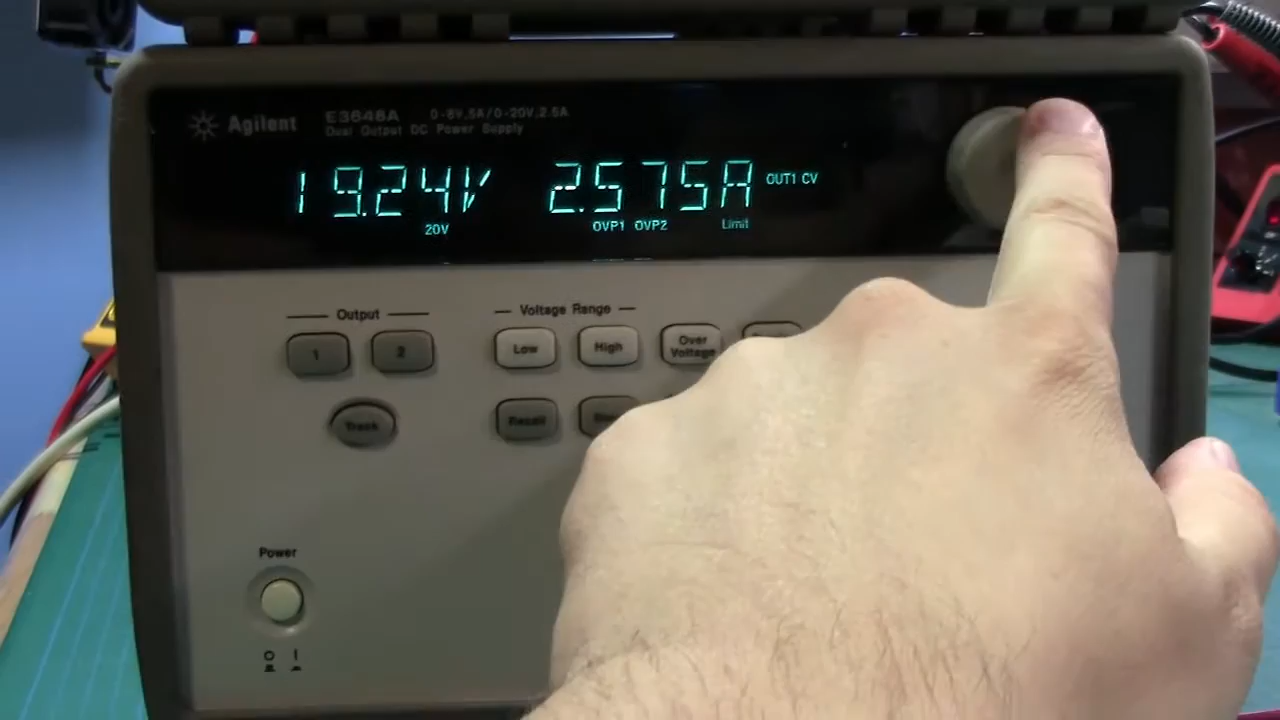 Agilent E3648A 0-8V,5A/0-20V,2.5A
Dual Output DC Power Supply
19.24V 2.575A OUT1 CV
20V OVP1 OVP2 Limit
Output Voltage Range
1 2 Low High Over Voltage
Track Recall
Power
O I